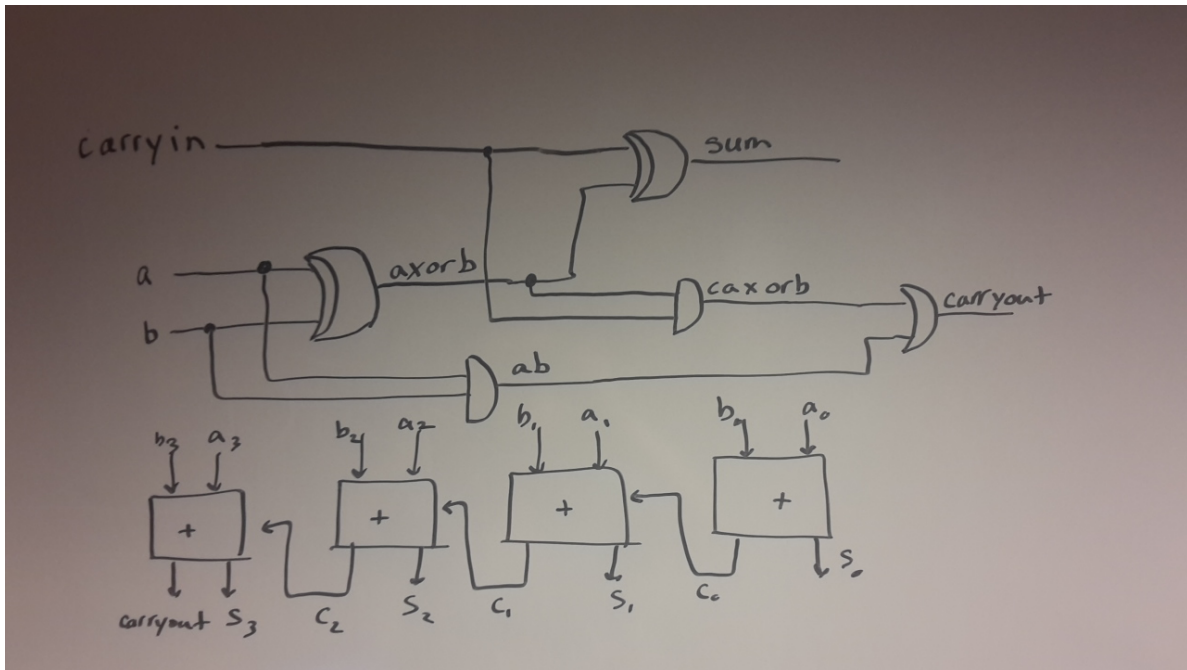 carryin
sum
a
axorb
caxorb
carryout
b
ab
b3 a3 b2 a2 b1 a1 b0 a0
+ + + +
carryout S3 C2 S2 C1 S1 C0 S0